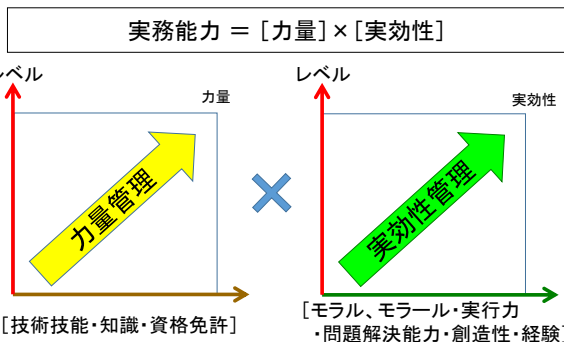 実務能力 ＝ [力量]×[実効性]
レベル
力量
力量管理
[技術技能・知識・資格免許]
×
レベル
実効性
実効性管理
[モラル、モラール・実行力
・問題解決能力・創造性・経験]